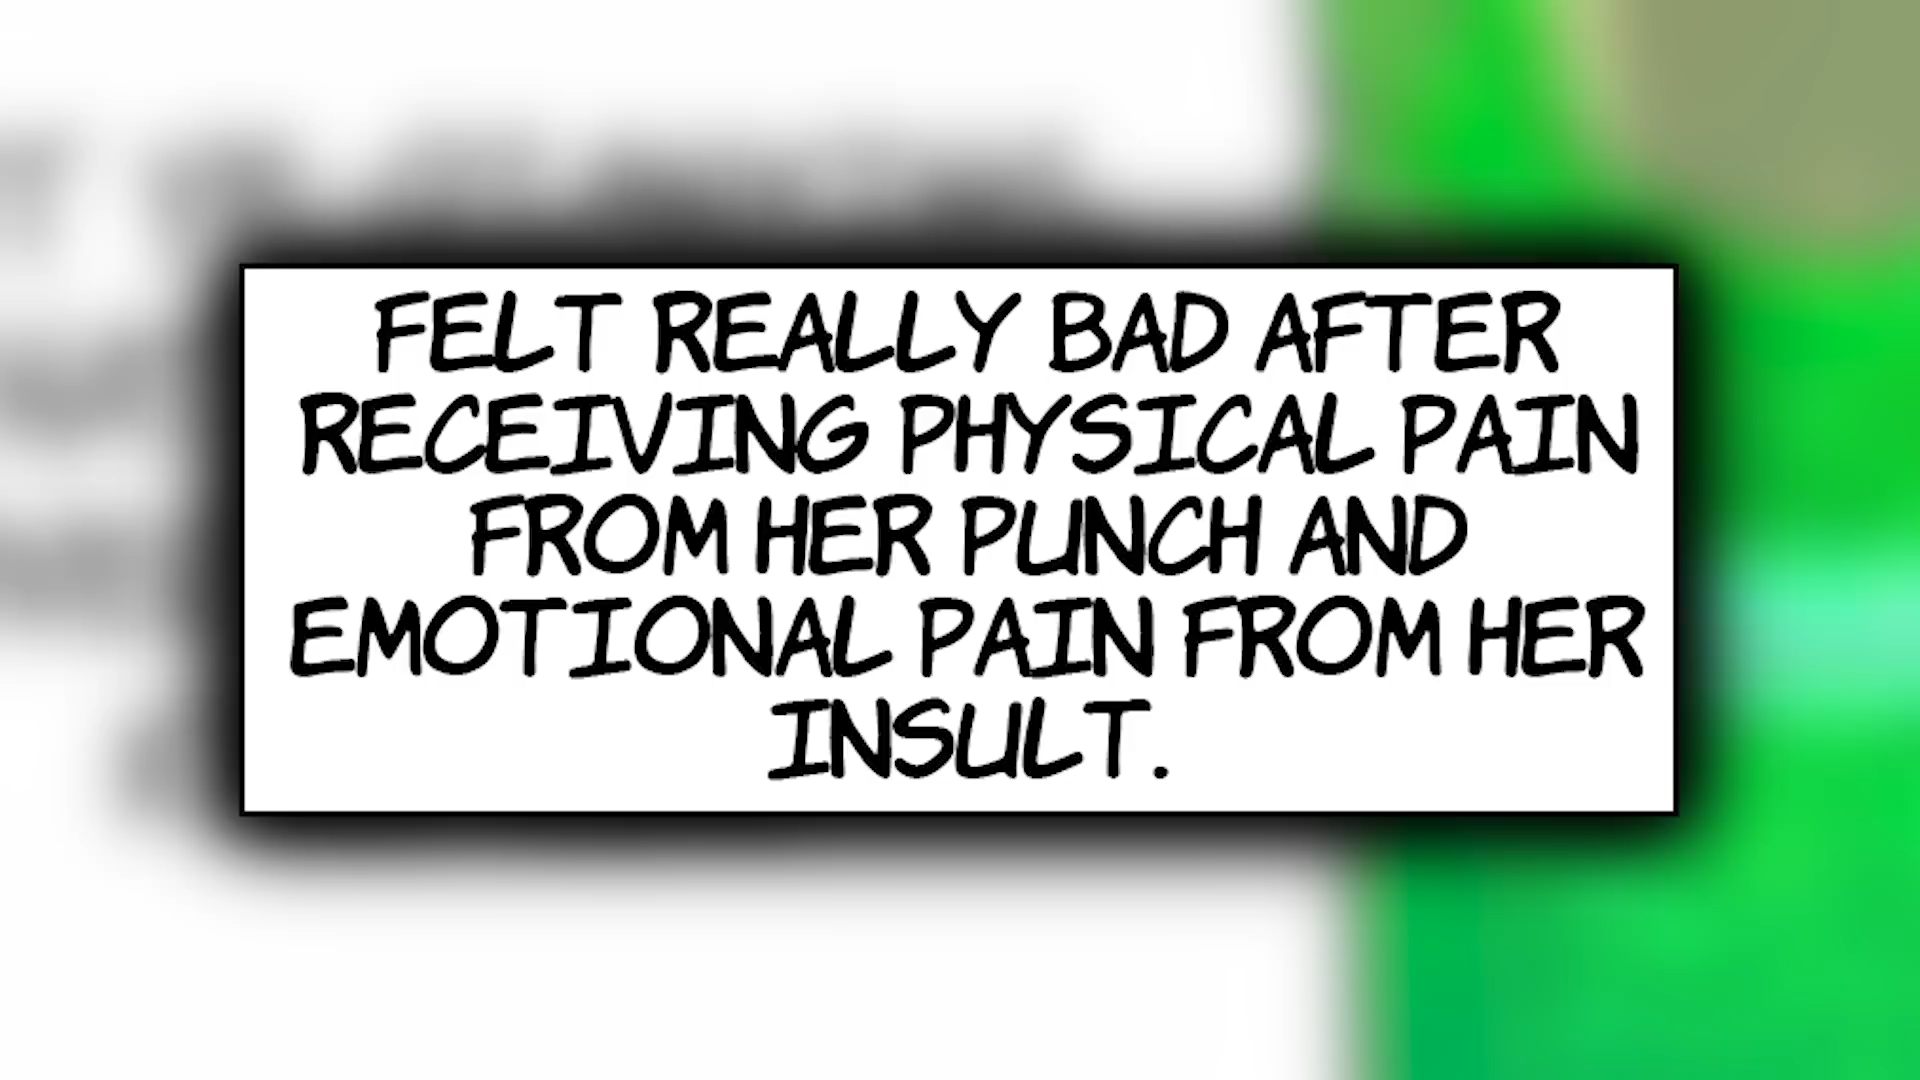 FELT REALLY BAD AFTER
RECEIVING PHYSICAL PAIN
FROM HER PUNCH AND
EMOTIONAL PAIN FROM HER
INSULT.